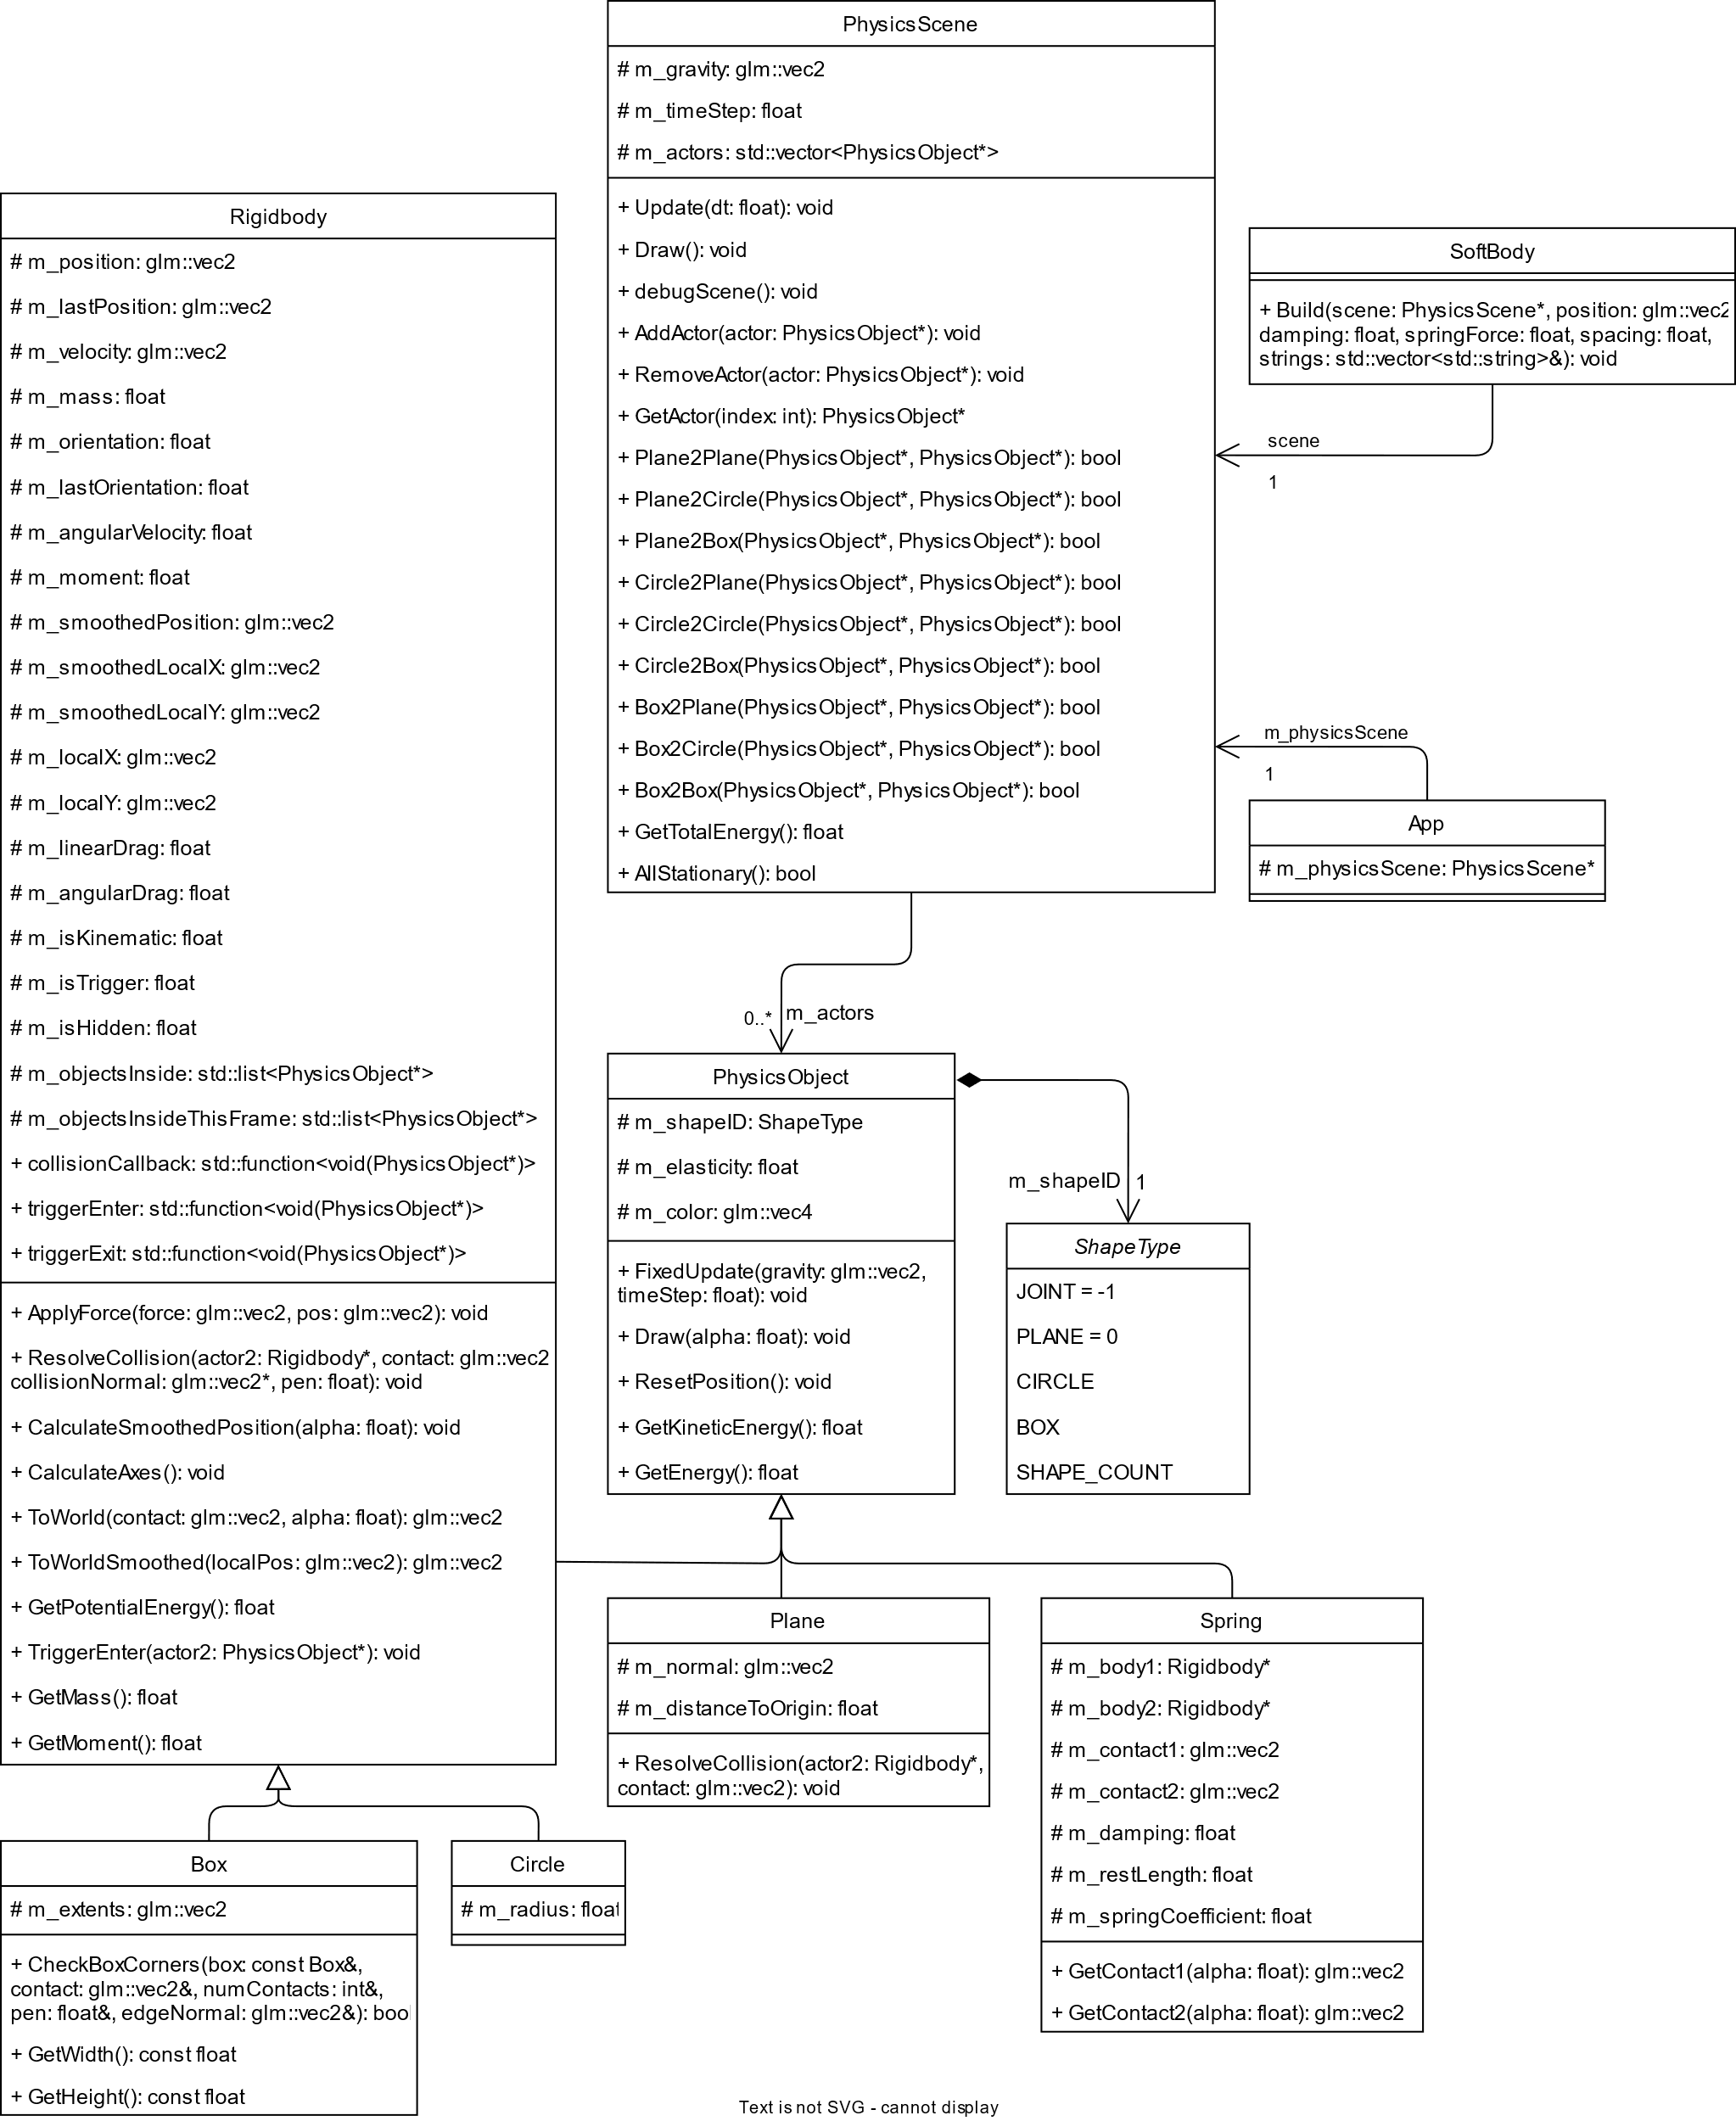 PhysicsScene
# m_gravity: glm::vec2
# m_timeStep: float
# m_actors: std::vector<PhysicsObject*>
+ Update(dt: float): void
+ Draw(): void
+ debugScene(): void
+ AddActor(actor: PhysicsObject*): void
+ RemoveActor(actor: PhysicsObject*): void
+ GetActor(index: int): PhysicsObject*
+ Plane2Plane(PhysicsObject*, PhysicsObject*): bool
+ Plane2Circle(PhysicsObject*, PhysicsObject*): bool
+ Plane2Box(PhysicsObject*, PhysicsObject*): bool
+ Circle2Plane(PhysicsObject*, PhysicsObject*): bool
+ Circle2Circle(PhysicsObject*, PhysicsObject*): bool
+ Circle2Box(PhysicsObject*, PhysicsObject*): bool
+ Box2Plane(PhysicsObject*, PhysicsObject*): bool
+ Box2Circle(PhysicsObject*, PhysicsObject*): bool
+ Box2Box(PhysicsObject*, PhysicsObject*): bool
+ GetTotalEnergy(): float
+ AllStationary(): bool
Rigidbody
# m_position: glm::vec2
# m_lastPosition: glm::vec2
# m_velocity: glm::vec2
# m_mass: float
# m_orientation: float
# m_lastOrientation: float
# m_angularVelocity: float
# m_moment: float
# m_smoothedPosition: glm::vec2
# m_smoothedLocalX: glm::vec2
# m_smoothedLocalY: glm::vec2
# m_localX: glm::vec2
# m_localY: glm::vec2
# m_linearDrag: float
# m_angularDrag: float
# m_isKinematic: float
# m_isTrigger: float
# m_isHidden: float
# m_objectsInside: std::list<PhysicsObject*>
# m_objectsInsideThisFrame: std::list<PhysicsObject*>
+ collisionCallback: std::function<void(PhysicsObject*)>
+ triggerEnter: std::function<void(PhysicsObject*)>
+ triggerExit: std::function<void(PhysicsObject*)>
+ ApplyForce(force: glm::vec2, pos: glm::vec2): void
+ ResolveCollision(actor2: Rigidbody*, contact: glm::vec2
collisionNormal: glm::vec2*, pen: float): void
+ CalculateSmoothedPosition(alpha: float): void
+ CalculateAxes(): void
+ ToWorld(contact: glm::vec2, alpha: float): glm::vec2
+ ToWorldSmoothed(localPos: glm::vec2): glm::vec2
+ GetPotentialEnergy(): float
+ TriggerEnter(actor2: PhysicsObject*): void
+ GetMass(): float
+ GetMoment(): float
SoftBody
+ Build(scene: PhysicsScene*, position: glm::vec2
damping: float, springForce: float, spacing: float,
strings: std::vector<std::string>&): void
scene
1
m_physicsScene
1
App
# m_physicsScene: PhysicsScene*
0..*
m_actors
PhysicsObject
# m_shapeID: ShapeType
# m_elasticity: float
# m_color: glm::vec4
+ FixedUpdate(gravity: glm::vec2,
timeStep: float): void
+ Draw(alpha: float): void
+ ResetPosition(): void
+ GetKineticEnergy(): float
+ GetEnergy(): float
m_shapeID
1
ShapeType
JOINT = -1
PLANE = 0
CIRCLE
BOX
SHAPE_COUNT
Plane
# m_normal: glm::vec2
# m_distanceToOrigin: float
+ ResolveCollision(actor2: Rigidbody*,
contact: glm::vec2): void
Spring
# m_body1: Rigidbody*
# m_body2: Rigidbody*
# m_contact1: glm::vec2
# m_contact2: glm::vec2
# m_damping: float
# m_restLength: float
# m_springCoefficient: float
+ GetContact1(alpha: float): glm::vec2
+ GetContact2(alpha: float): glm::vec2
Box
# m_extents: glm::vec2
+ CheckBoxCorners(box: const Box&,
contact: glm::vec2&, numContacts: int&,
pen: float&, edgeNormal: glm::vec2&): bool
+ GetWidth(): const float
+ GetHeight(): const float
Circle
# m_radius: float
Text is not SVG - cannot display